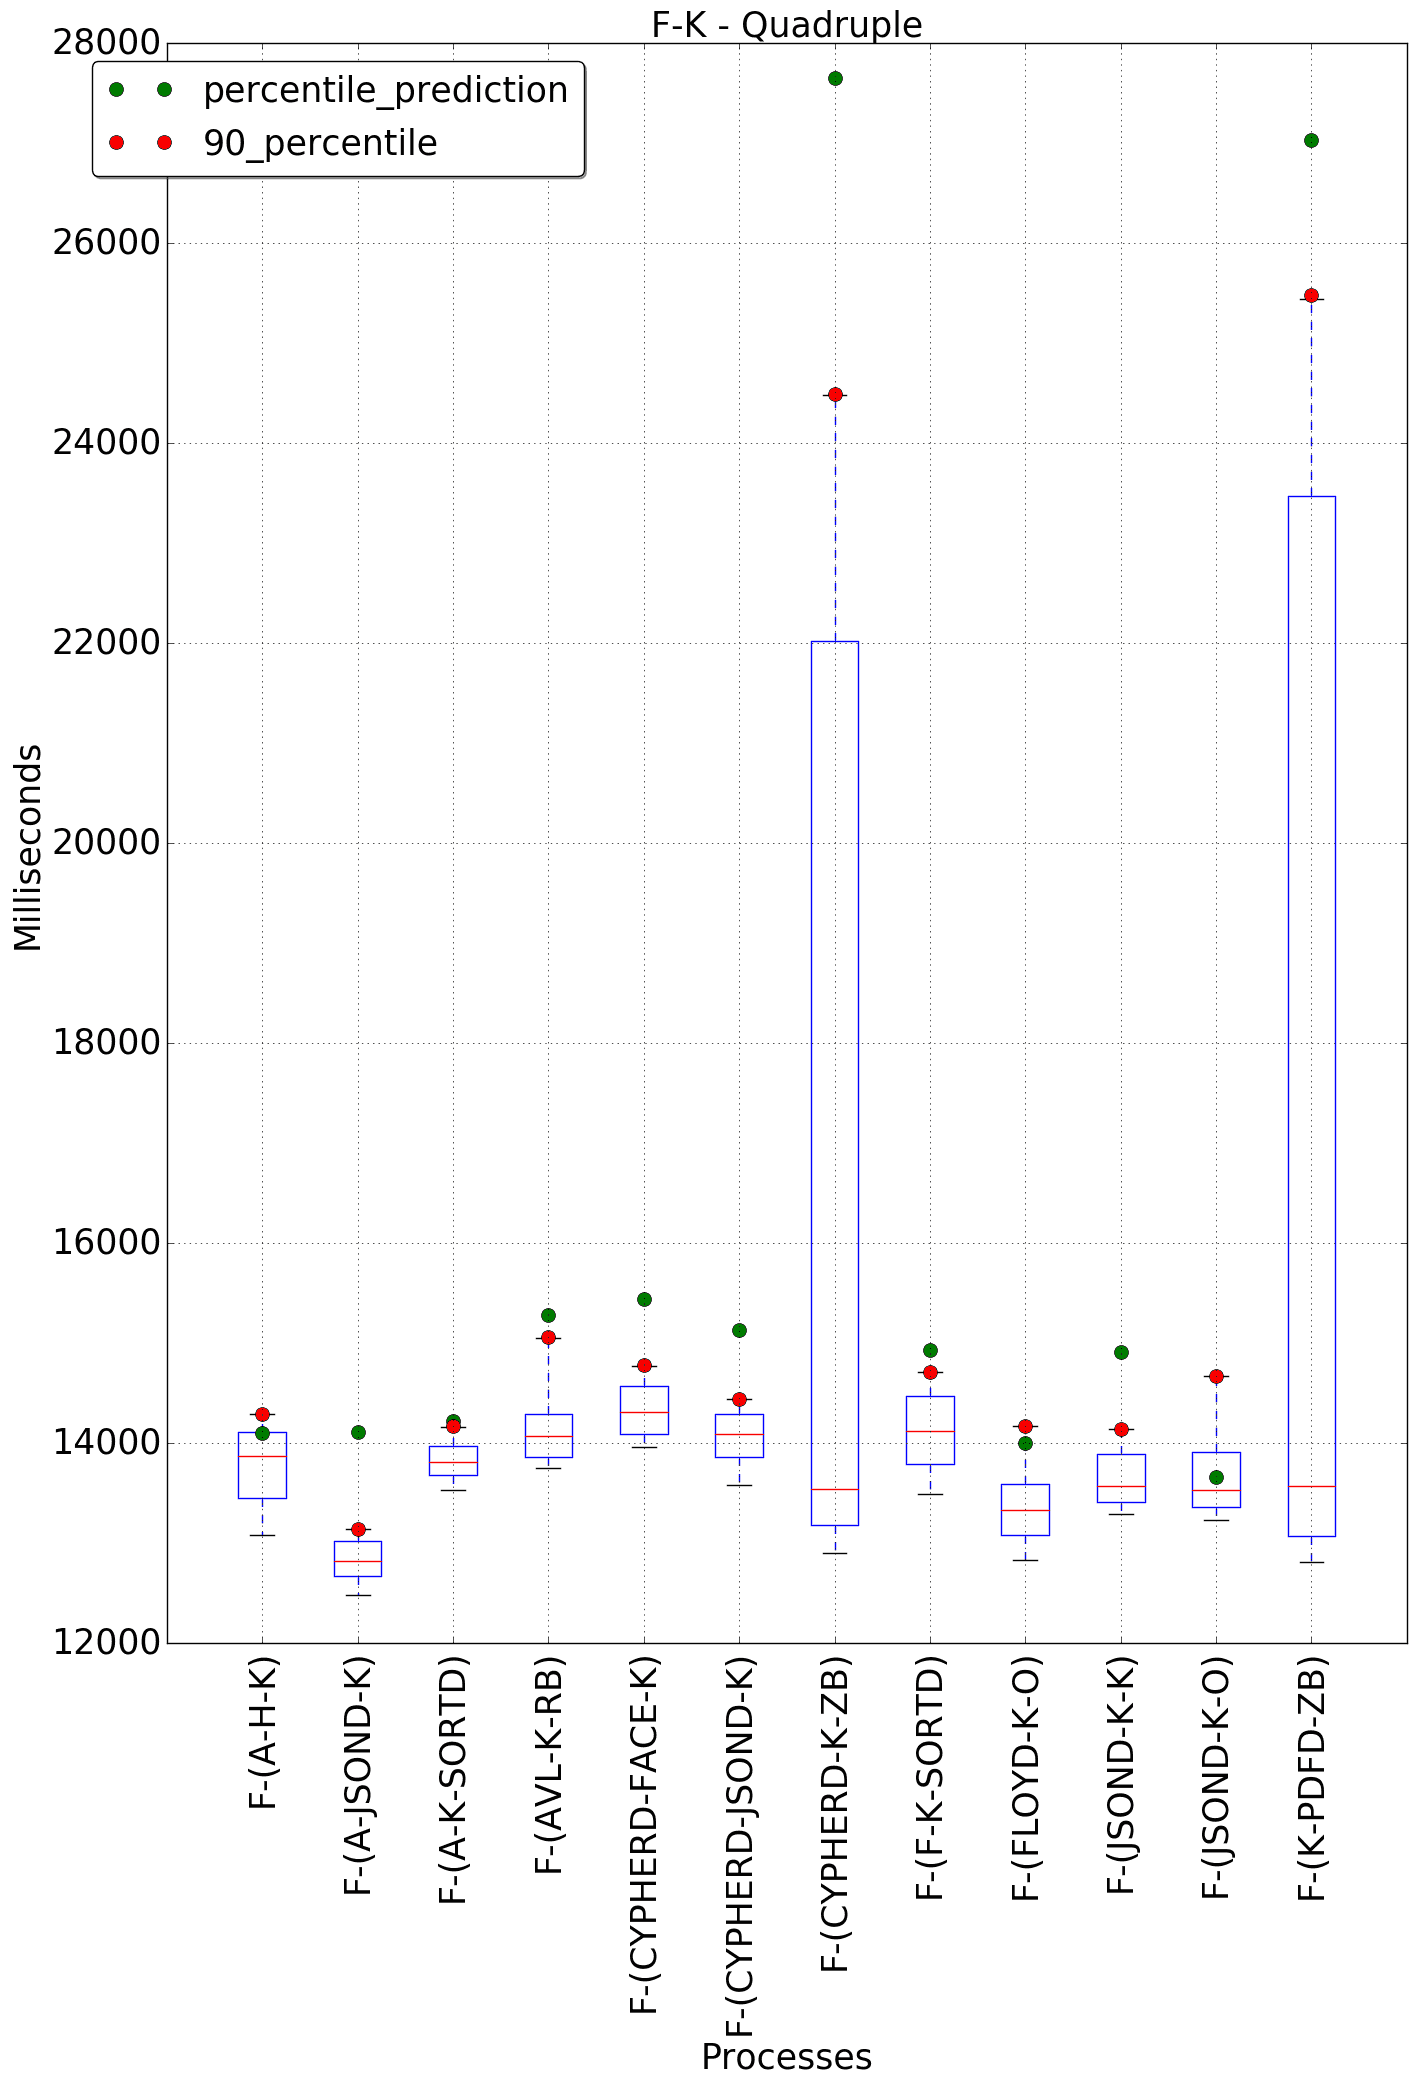 F-K - Quadruple
percentile_prediction
90_percentile
28000
26000
24000
22000
20000
18000
16000
14000
12000
Milliseconds
F-(A-H-K)
F-(A-JSOND-K)
F-(A-K-SORTD)
F-(AVL-K-RB)
F-(CYPHERD-FACE-K)
F-(CYPHERD-JSOND-K)
F-(CYPHERD-K-ZB)
F-(F-K-SORTD)
F-(FLOYD-K-O)
F-(JSOND-K-K)
F-(JSOND-K-O)
F-(K-PDFD-ZB)
Processes